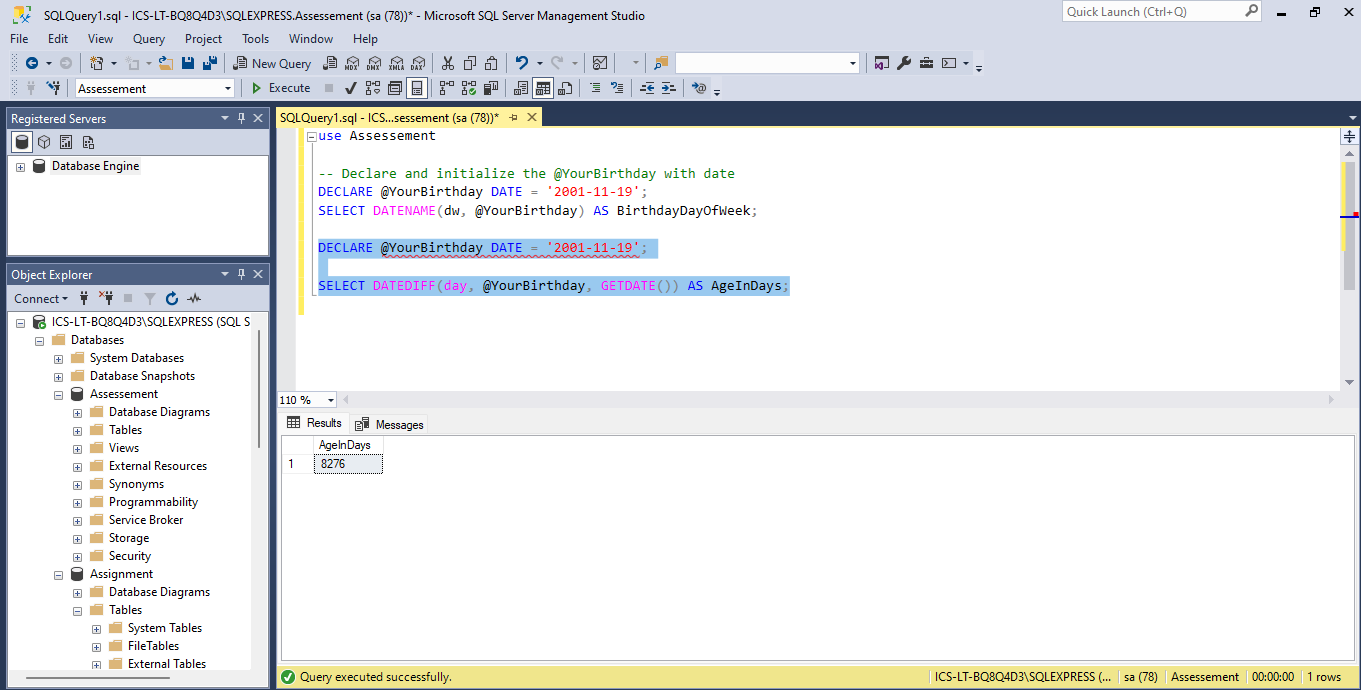 SQLQuery1.sql - ICS-LT-BQ8Q4D3\SQLEXPRESS.Assessement (sa (78))* - Microsoft SQL Server Management Studio
Quick Launch (Ctrl+Q)
File Edit View Query Project Tools Window Help
New Query MDX DMX XMLA DAX
Assessement Execute
Registered Servers
Database Engine
Object Explorer
Connect
ICS-LT-BQ8Q4D3\SQLEXPRESS (SQL S
Databases
System Databases
Database Snapshots
Assessement
Database Diagrams
Tables
Views
External Resources
Synonyms
Programmability
Service Broker
Storage
Security
Assignment
Database Diagrams
Tables
System Tables
FileTables
External Tables
SQLQuery1.sql - ICS...sessement (sa (78))*
use Assessement
-- Declare and initialize the @YourBirthday with date
DECLARE @YourBirthday DATE = '2001-11-19';
SELECT DATENAME(dw, @YourBirthday) AS BirthdayDayOfWeek;
DECLARE @YourBirthday DATE = '2001-11-19';
SELECT DATEDIFF(day, @YourBirthday, GETDATE()) AS AgeInDays;
110 %
Results Messages
AgeInDays
1 8276
Query executed successfully.
ICS-LT-BQ8Q4D3\SQLEXPRESS (... sa (78) Assessement 00:00:00 1 rows